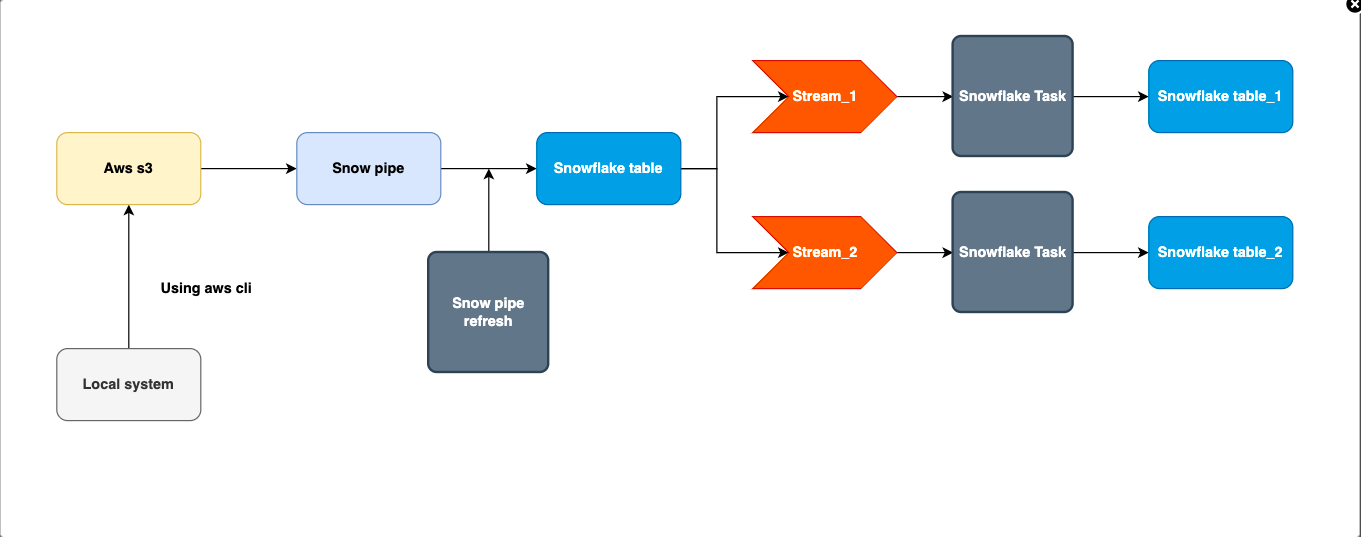 Stream_1
Snowflake Task
Snowflake table_1
Aws s3
Snow pipe
Snowflake table
Stream_2
Snowflake Task
Snowflake table_2
Using aws cli
Snow pipe
refresh
Local system